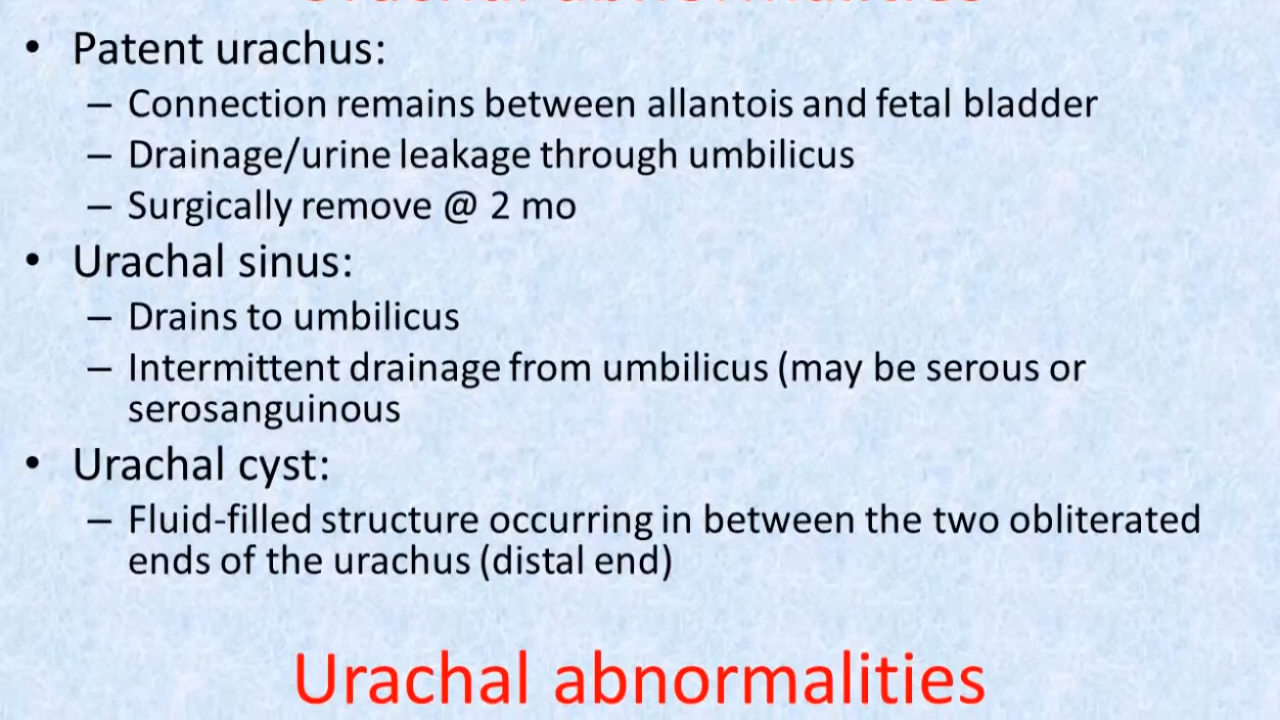 Urachal abnormalities
• Patent urachus:
– Connection remains between allantois and fetal bladder
– Drainage/urine leakage through umbilicus
– Surgically remove @ 2 mo
• Urachal sinus:
– Drains to umbilicus
– Intermittent drainage from umbilicus (may be serous or
serosanguinous
• Urachal cyst:
– Fluid-filled structure occurring in between the two obliterated
ends of the urachus (distal end)
Urachal abnormalities